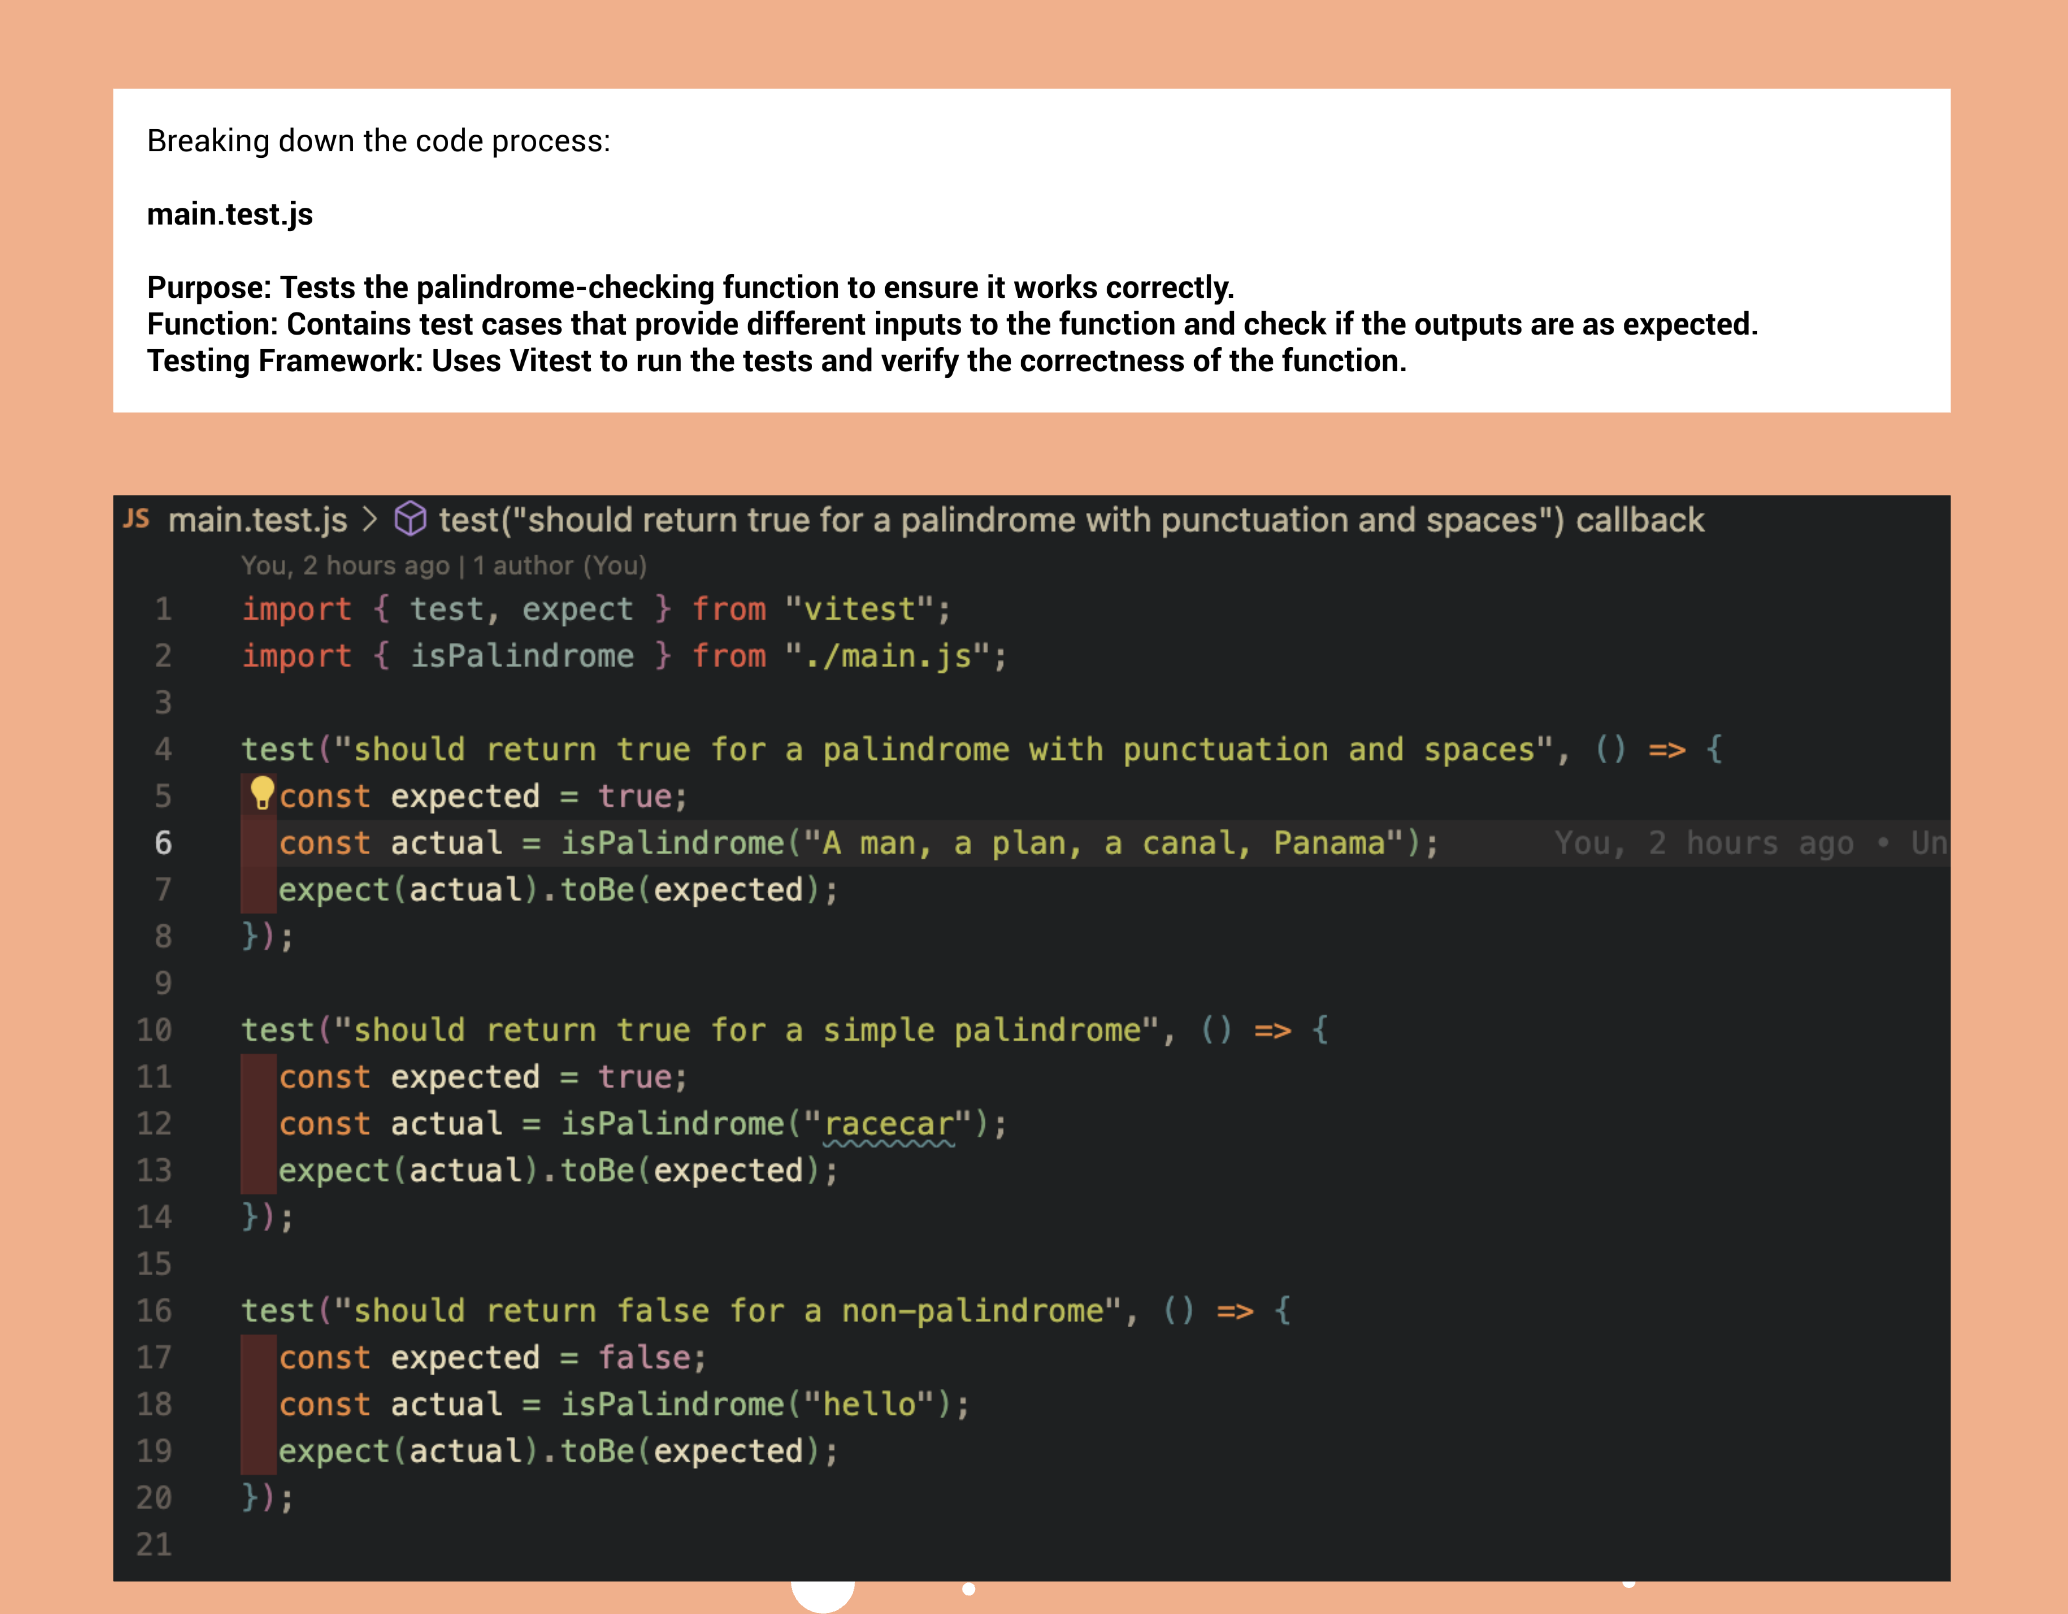 Breaking down the code process:
main.test.js
Purpose: Tests the palindrome-checking function to ensure it works correctly.
Function: Contains test cases that provide different inputs to the function and check if the outputs are as expected.
Testing Framework: Uses Vitest to run the tests and verify the correctness of the function.
JS main.test.js > test("should return true for a palindrome with punctuation and spaces") callback
You, 2 hours ago | 1 author (You)
1 import { test, expect } from "vitest";
2 import { isPalindrome } from "./main.js";
3
4 test("should return true for a palindrome with punctuation and spaces", () => {
5 const expected = true;
6 const actual = isPalindrome("A man, a plan, a canal, Panama"); You, 2 hours ago • Un
7 expect(actual).toBe(expected);
8 });
9
10 test("should return true for a simple palindrome", () => {
11 const expected = true;
12 const actual = isPalindrome("racecar");
13 expect(actual).toBe(expected);
14 });
15
16 test("should return false for a non-palindrome", () => {
17 const expected = false;
18 const actual = isPalindrome("hello");
19 expect(actual).toBe(expected);
20 });
21